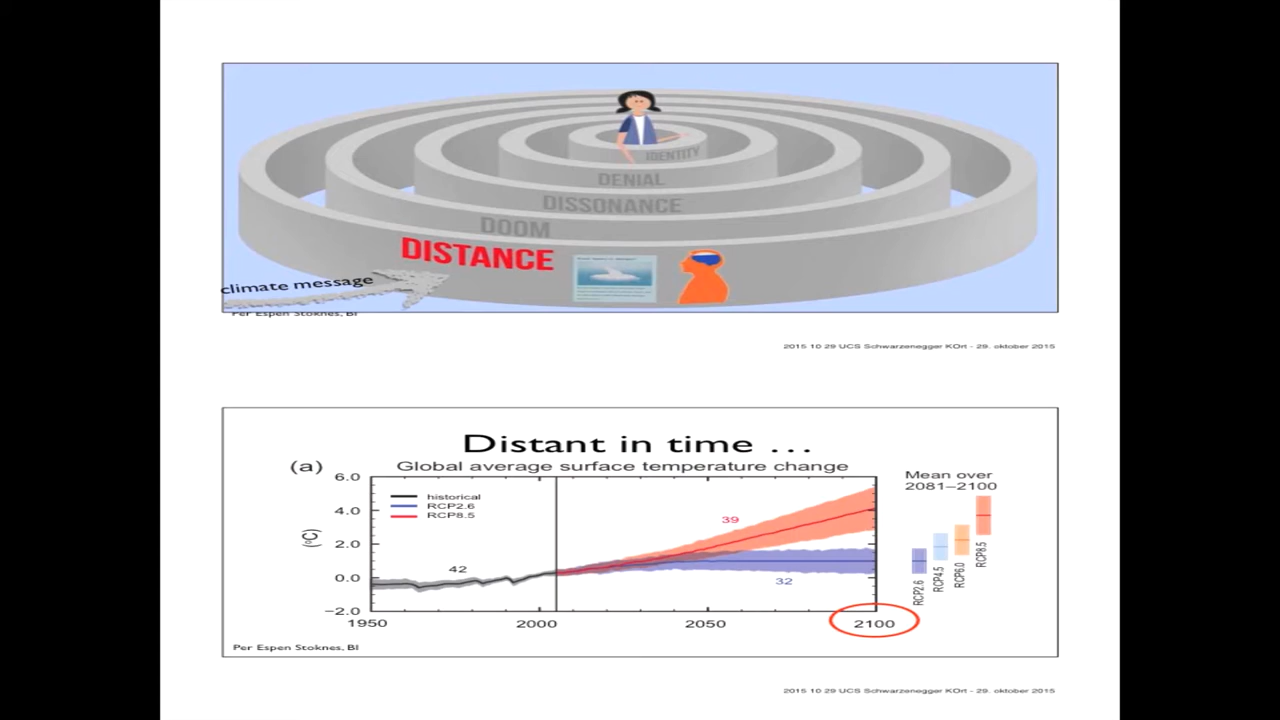 IDENTITY
DENIAL
DISSONANCE
DOOM
DISTANCE
climate message
Per Espen Stoknes, BI
2015 10 29 UCS Schwarzenegger KOrt - 29. oktober 2015
Distant in time ...
(a)
Global average surface temperature change
Mean over
2081–2100
6.0
4.0
2.0
0.0
−2.0
(°C)
historical
RCP2.6
RCP8.5
42
39
32
RCP2.6
RCP4.5
RCP6.0
RCP8.5
1950
2000
2050
2100
Per Espen Stoknes, BI
2015 10 29 UCS Schwarzenegger KOrt - 29. oktober 2015